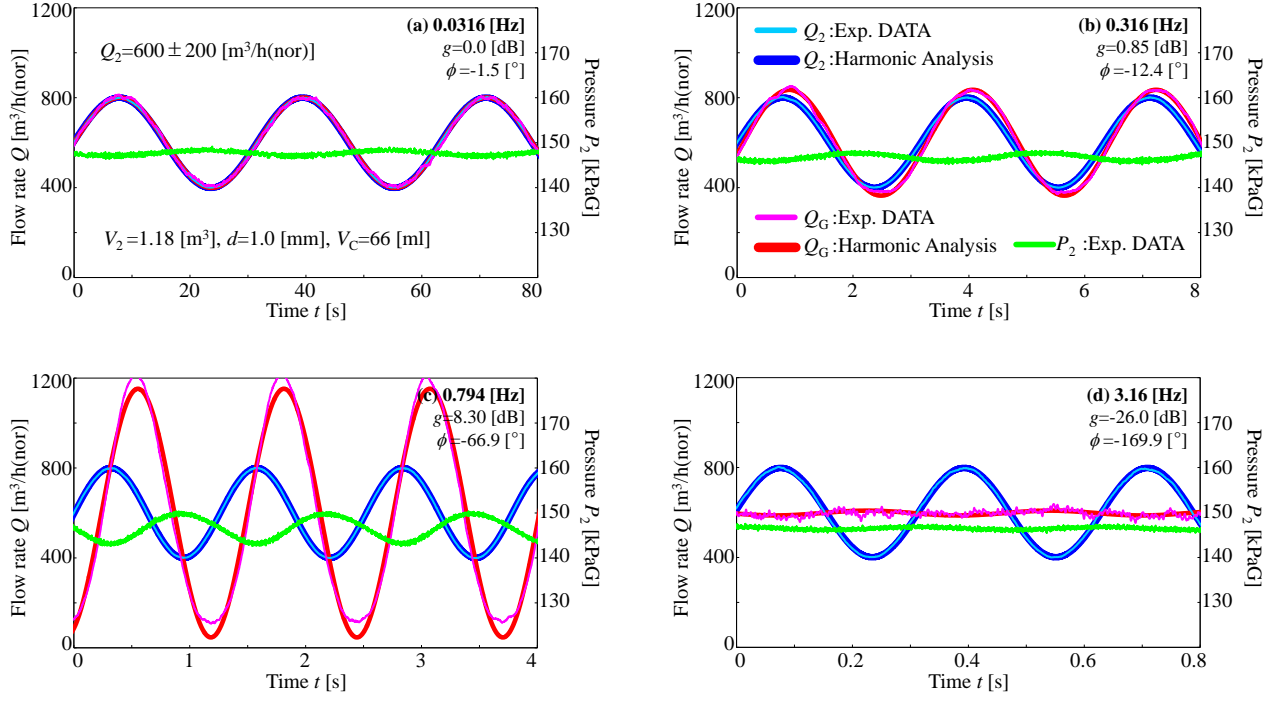 (a) 0.0316 [Hz]
Q₂=600±200 [m³/h(nor)]
g=0.0 [dB]
ϕ=-1.5 [°]
V₂=1.18 [m³], d=1.0 [mm], V_C=66 [ml]
Flow rate Q [m³/h(nor)]
1200
800
400
0
Pressure P₂ [kPaG]
170
160
150
140
130
0 20 40 60 80
Time t [s]
(b) 0.316 [Hz]
g=0.85 [dB]
ϕ=-12.4 [°]
Q₂:Exp. DATA
Q₂:Harmonic Analysis
Q_G:Exp. DATA
Q_G:Harmonic Analysis
P₂ :Exp. DATA
Flow rate Q [m³/h(nor)]
1200
800
400
0
Pressure P₂ [kPaG]
170
160
150
140
130
0 2 4 6 8
Time t [s]
(c) 0.794 [Hz]
g=8.30 [dB]
ϕ=-66.9 [°]
Flow rate Q [m³/h(nor)]
1200
800
400
0
Pressure P₂ [kPaG]
170
160
150
140
130
0 1 2 3 4
Time t [s]
(d) 3.16 [Hz]
g=-26.0 [dB]
ϕ=-169.9 [°]
Flow rate Q [m³/h(nor)]
1200
800
400
0
Pressure P₂ [kPaG]
170
160
150
140
130
0 0.2 0.4 0.6 0.8
Time t [s]